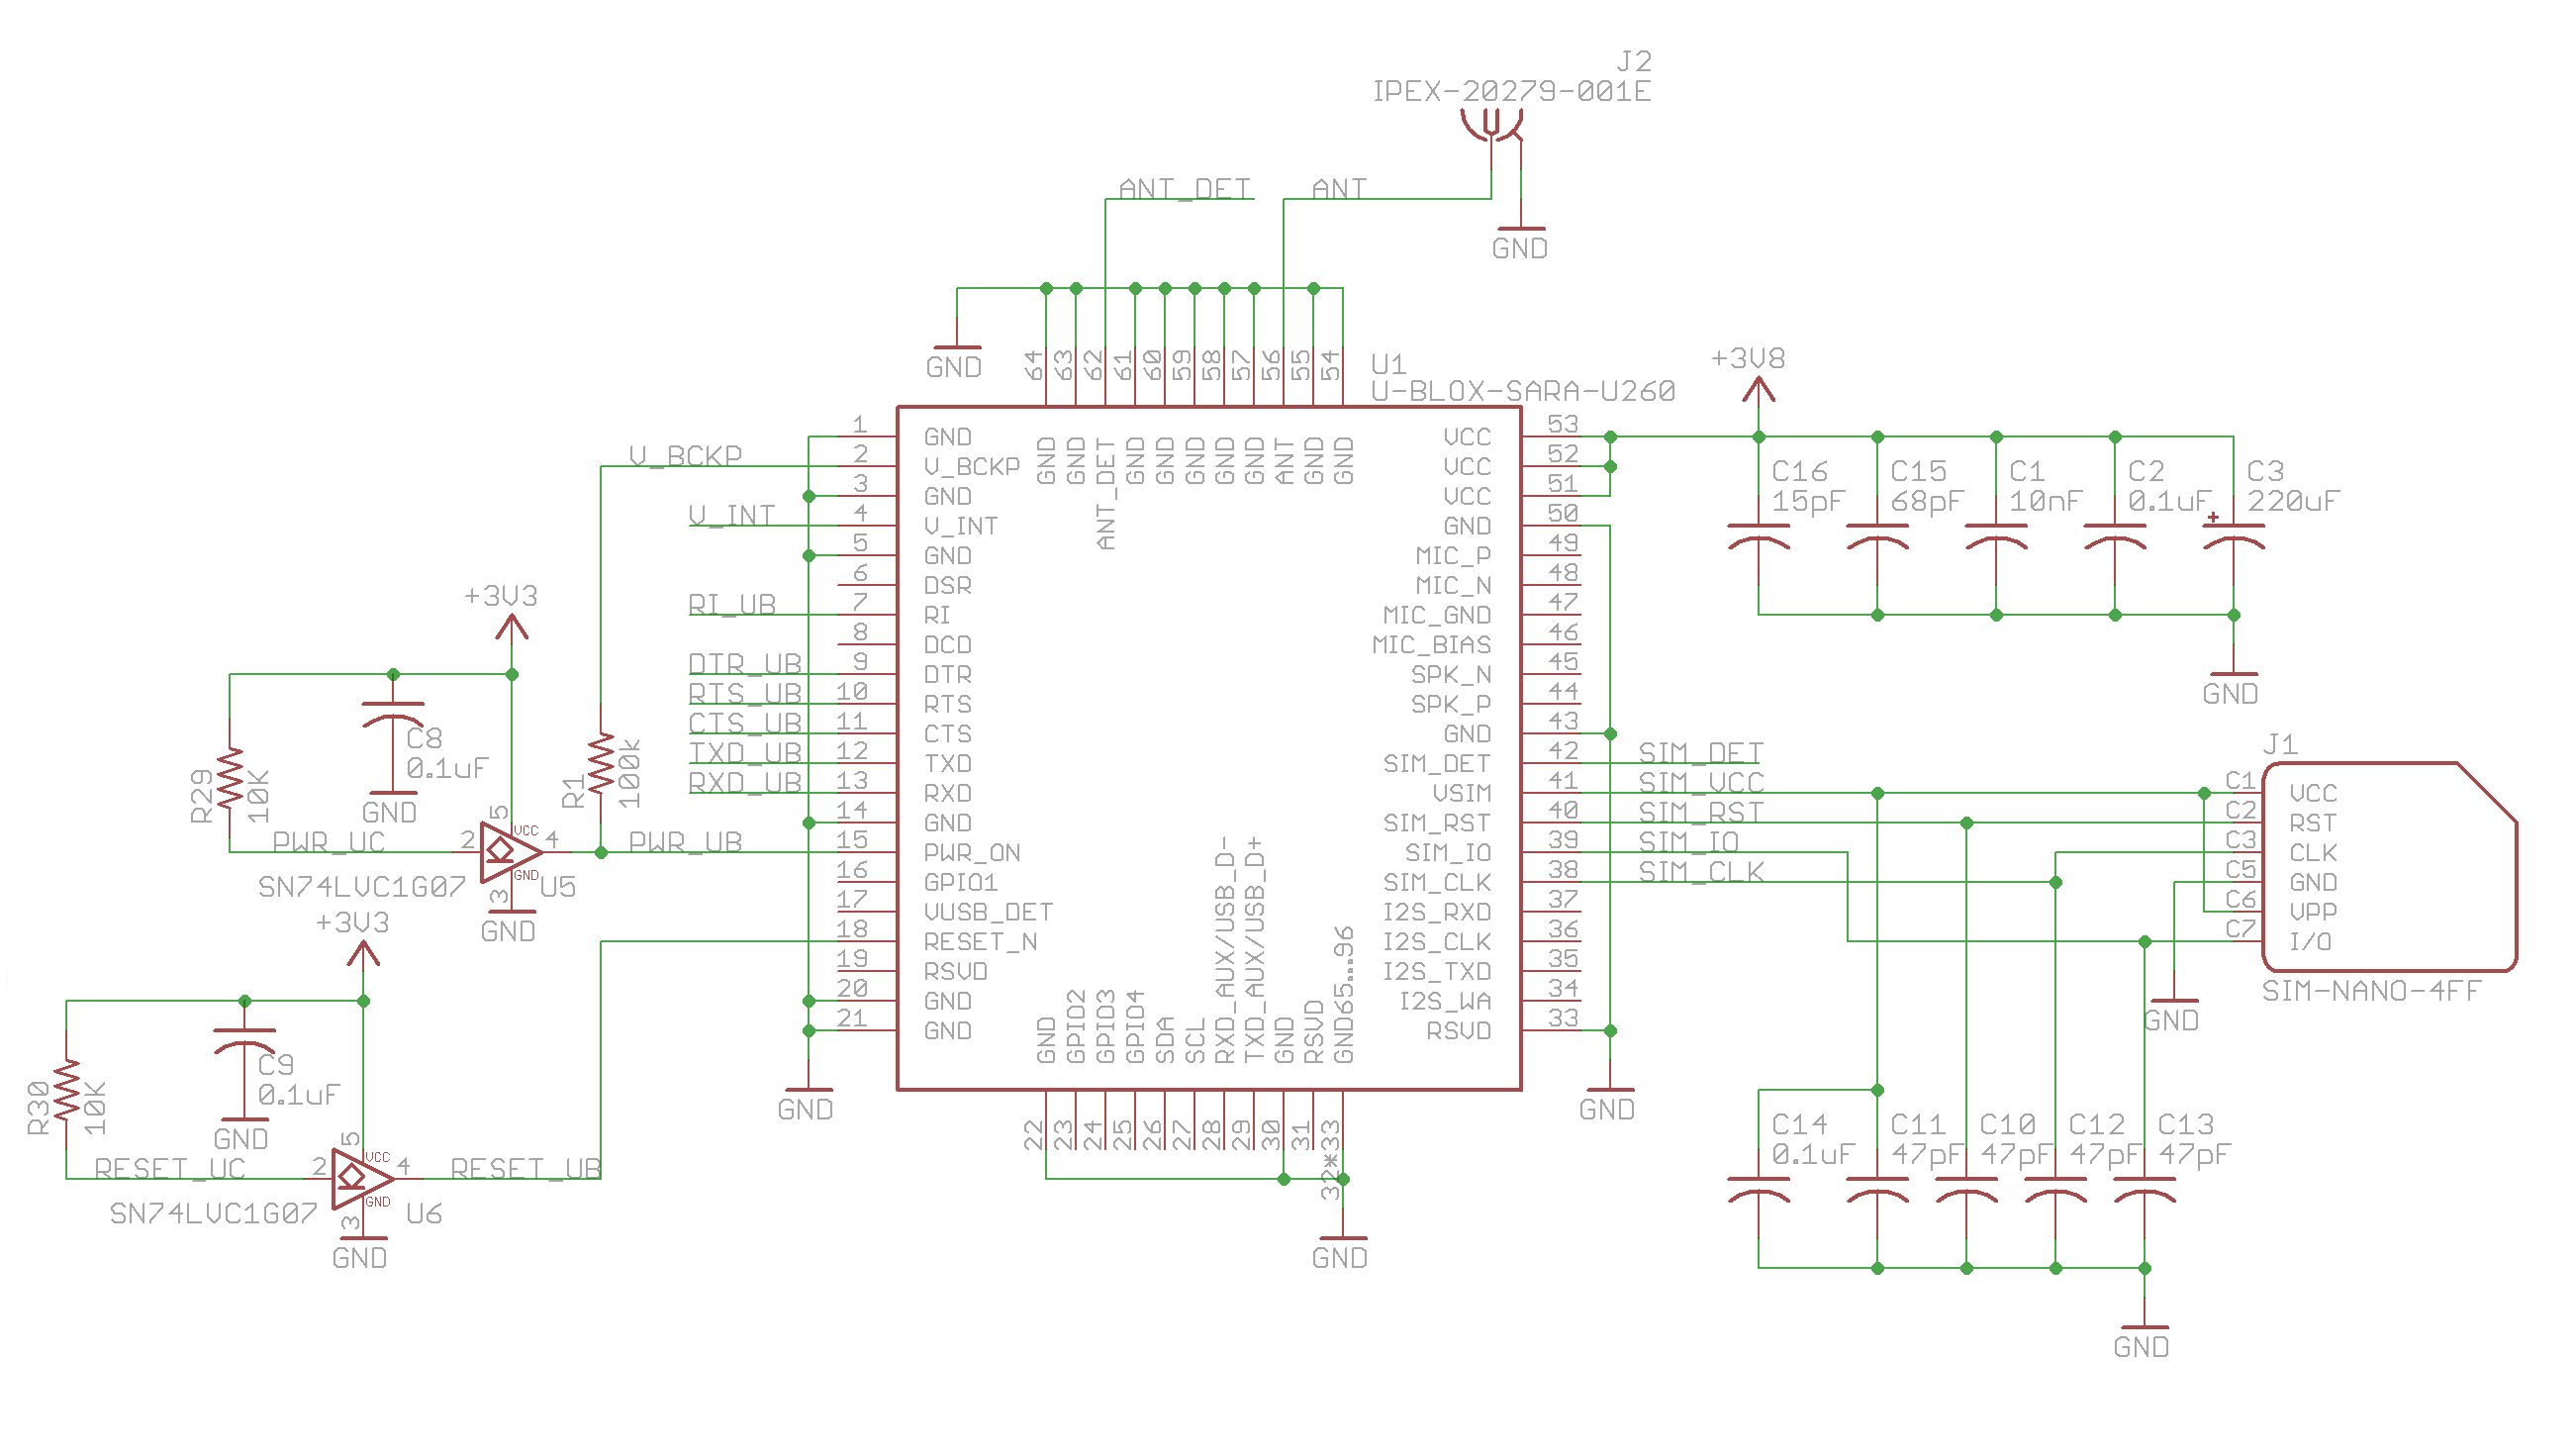 J2
IPEX-20279-001E
ANT_DET
ANT
GND
GND
64
63
62
61
60
59
58
57
56
55
54
U1
U-BLOX-SARA-U260
+3V8
GND
GND
ANT_DET
GND
GND
GND
GND
GND
ANT
GND
GND
1 GND
V_BCKP 2 V_BCKP
3 GND
V_INT 4 V_INT
5 GND
6 DSR
RI_UB 7 RI
8 DCD
DTR_UB 9 DTR
RTS_UB 10 RTS
CTS_UB 11 CTS
TXD_UB 12 TXD
RXD_UB 13 RXD
14 GND
PWR_UB 15 PWR_ON
16 GPIO1
17 VUSB_DET
18 RESET_N
19 RSVD
20 GND
21 GND
GND
VCC 53
VCC 52
VCC 51
GND 50
MIC_P 49
MIC_N 48
MIC_GND 47
MIC_BIAS 46
SPK_N 45
SPK_P 44
GND 43
SIM_DET 42 SIM_DET
VSIM 41 SIM_VCC
SIM_RST 40 SIM_RST
SIM_IO 39 SIM_IO
SIM_CLK 38 SIM_CLK
I2S_RXD 37
I2S_CLK 36
I2S_TXD 35
I2S_WA 34
RSVD 33
GND
GND
GPIO2
GPIO3
GPIO4
SDA
SCL
RXD_AUX/USB_D-
TXD_AUX/USB_D+
GND
RSVD
GND65...96
22
23
24
25
26
27
28
29
30
31
32*33
GND
C16
15pF
C15
68pF
C1
10nF
C2
0.1uF
C3
220uF
+
GND
J1
C1 VCC
C2 RST
C3 CLK
C5 GND
C6 VPP
C7 I/O
SIM-NANO-4FF
GND
C14
0.1uF
C11
47pF
C10
47pF
C12
47pF
C13
47pF
GND
+3V3
C8
0.1uF
GND
R29
10K
R1
100k
PWR_UC
2
5
VCC
4
GND
3
SN74LVC1G07
U5
GND
+3V3
C9
0.1uF
GND
R30
10K
RESET_UC
2
5
VCC
4
GND
3
RESET_UB
SN74LVC1G07
U6
GND